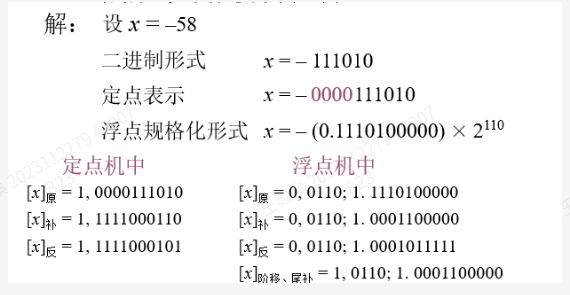 解： 设 x = –58
二进制形式 x = – 111010
定点表示 x = – 0000111010
浮点规格化形式 x = – (0.1110100000) × 2^110
定点机中 浮点机中
[x]原 = 1, 0000111010 [x]原 = 0, 0110; 1. 1110100000
[x]补 = 1, 1111000110 [x]补 = 0, 0110; 1. 0001100000
[x]反 = 1, 1111000101 [x]反 = 0, 0110; 1. 0001011111
[x]阶移、尾补 = 1, 0110; 1. 0001100000